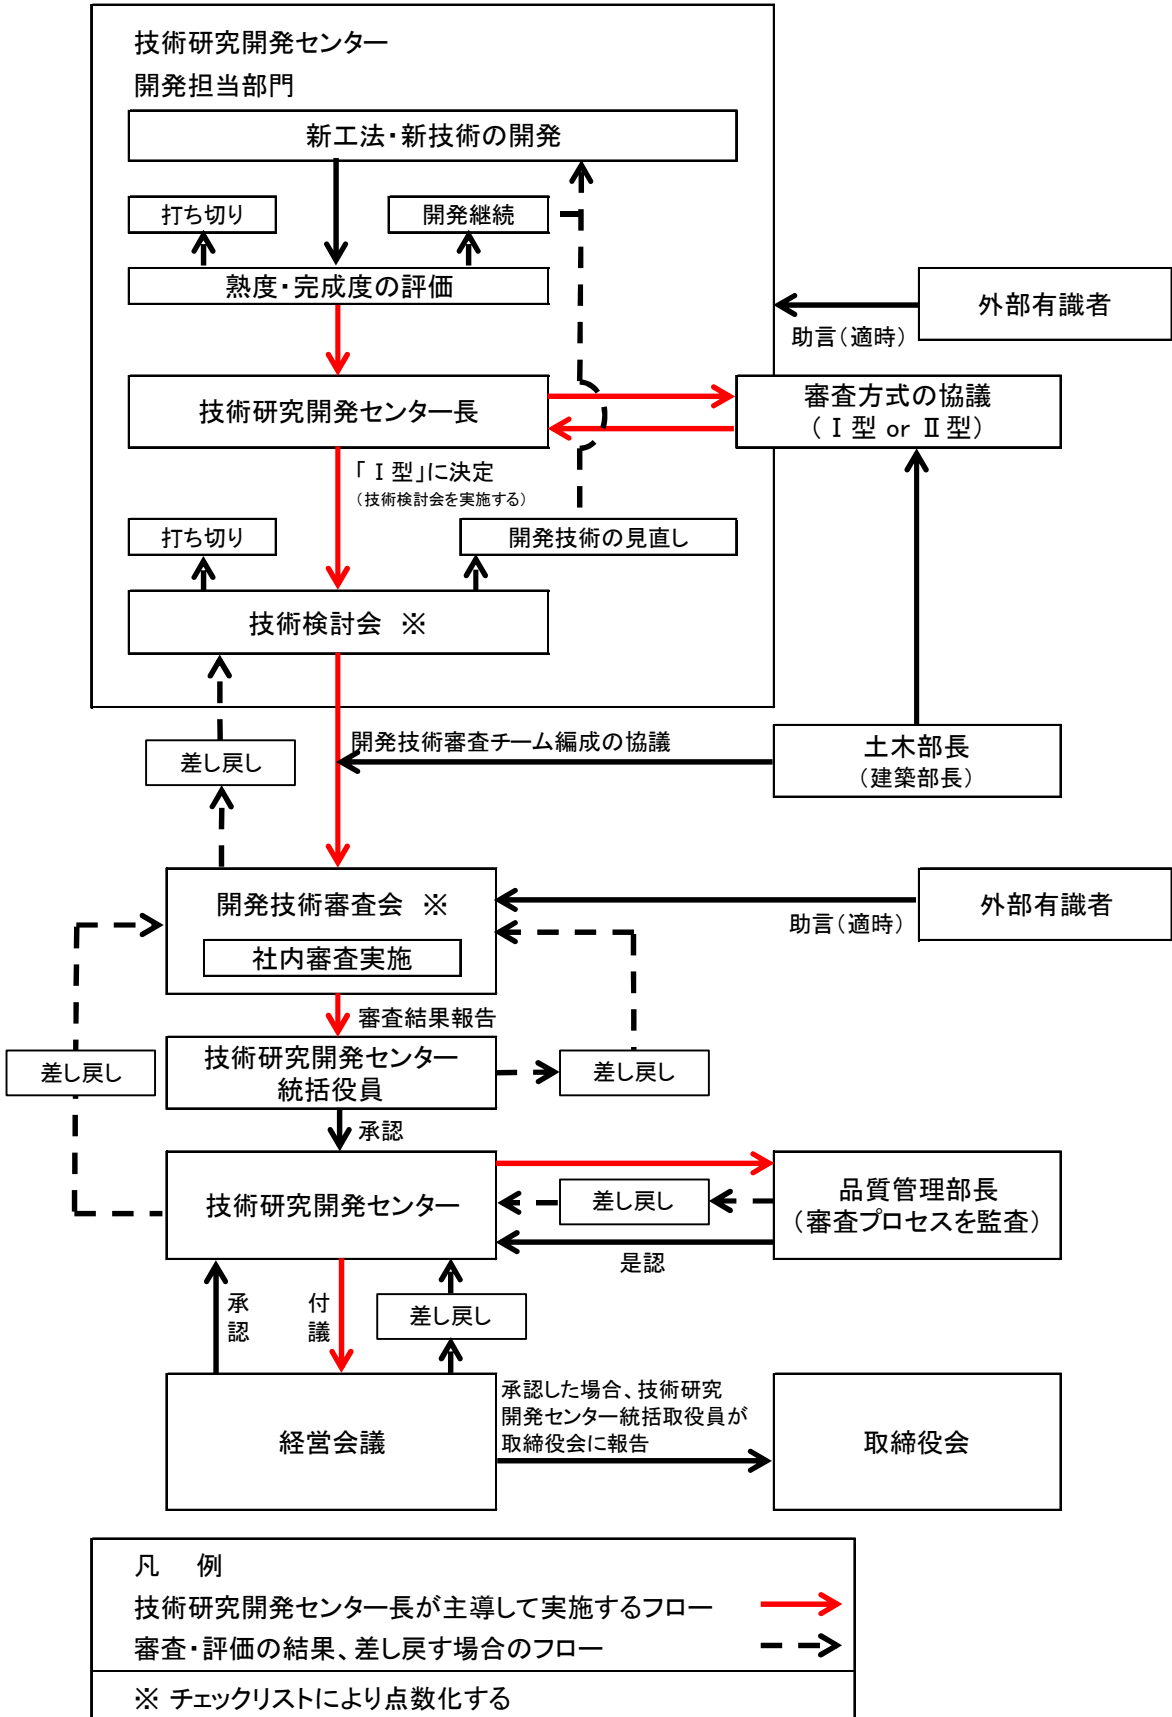 技術研究開発センター
開発担当部門
新工法・新技術の開発
打ち切り
開発継続
熟度・完成度の評価
外部有識者
助言（適時）
技術研究開発センター長
審査方式の協議
（Ⅰ型 or Ⅱ型）
「Ⅰ型」に決定
（技術検討会を実施する）
打ち切り
開発技術の見直し
技術検討会 ※
差し戻し
開発技術審査チーム編成の協議
土木部長
（建築部長）
開発技術審査会 ※
社内審査実施
外部有識者
助言（適時）
審査結果報告
技術研究開発センター
統括役員
差し戻し
差し戻し
承認
技術研究開発センター
差し戻し
品質管理部長
（審査プロセスを監査）
是認
承認
付議
差し戻し
経営会議
承認した場合、技術研究
開発センター統括取役員が
取締役会に報告
取締役会
凡 例
技術研究開発センター長が主導して実施するフロー
審査・評価の結果、差し戻す場合のフロー
※ チェックリストにより点数化する